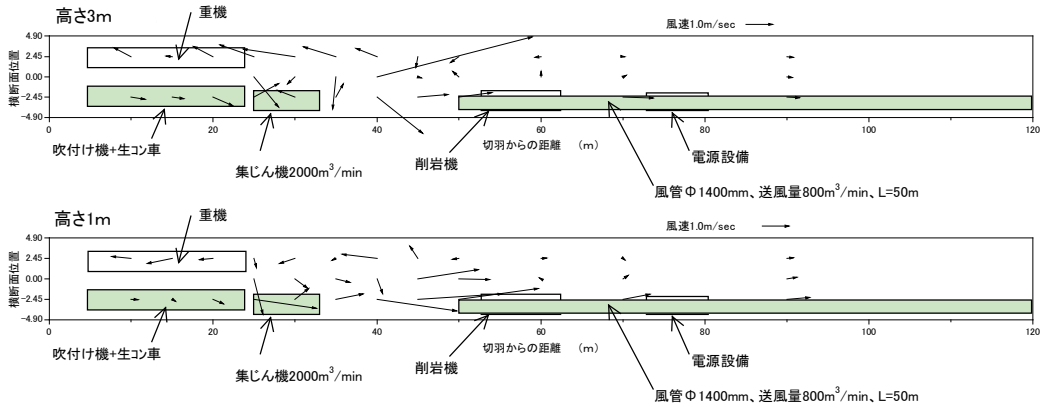 高さ3m
重機
風速1.0m/sec
4.90
2.45
0.00
-2.45
-4.90
横断面位置
0 20 40 60 80 100 120
切羽からの距離 (m)
吹付け機+生コン車
集じん機2000m³/min
削岩機
電源設備
風管Φ1400mm、送風量800m³/min、L=50m
高さ1m
重機
風速1.0m/sec
4.90
2.45
0.00
-2.45
-4.90
横断面位置
0 20 40 60 80 100 120
切羽からの距離 (m)
吹付け機+生コン車
集じん機2000m³/min
削岩機
電源設備
風管Φ1400mm、送風量800m³/min、L=50m